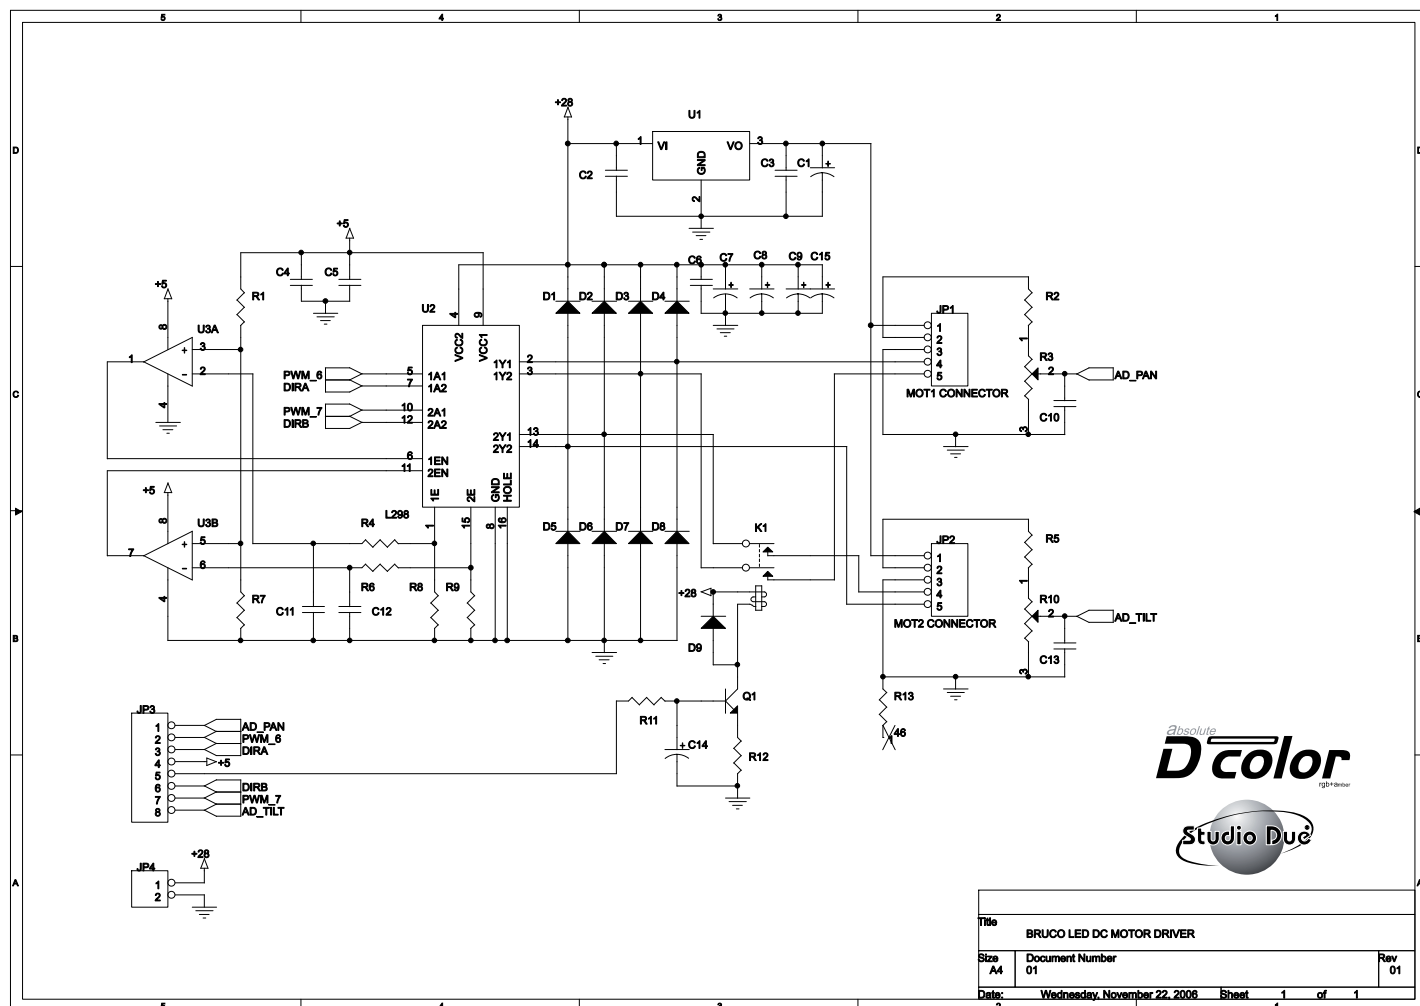 5 4 3 2 1
D D
C C
B B
A A
+28
U1
1 VI VO 3
GND
2
C2 C3 C1
+5
C4 C5
R1
+5
8
U3A
3
2
1
4
U2
4 9
VCC2 VCC1
PWM_6 5 1A1
DIRA 7 1A2
PWM_7 10 2A1
DIRB 12 2A2
6 1EN
11 2EN
1Y1 2
1Y2 3
2Y1 13
2Y2 14
1E 2E GND HOLE
1 15 8 16
L298
C6 C7 C8 C9 C15
D1 D2 D3 D4
D5 D6 D7 D8
JP1
1
2
3
4
5
MOT1 CONNECTOR
R2
1
R3
2
3
AD_PAN
C10
+5
8
U3B
5
6
7
4
R4
R6
R7
R8 R9
C11 C12
K1
+28
D9
Q1
R11
C14
R12
JP2
1
2
3
4
5
MOT2 CONNECTOR
R5
1
R10
2
3
AD_TILT
C13
R13
46
JP3
1 AD_PAN
2 PWM_6
3 DIRA
4 +5
5
6 DIRB
7 PWM_7
8 AD_TILT
JP4
+28
1
2
absolute
D color
rgb+amber
Studio Due
Title
BRUCO LED DC MOTOR DRIVER
Size Document Number Rev
A4 01 01
Date: Wednesday, November 22, 2006 Sheet 1 of 1
5 4 3 2 1